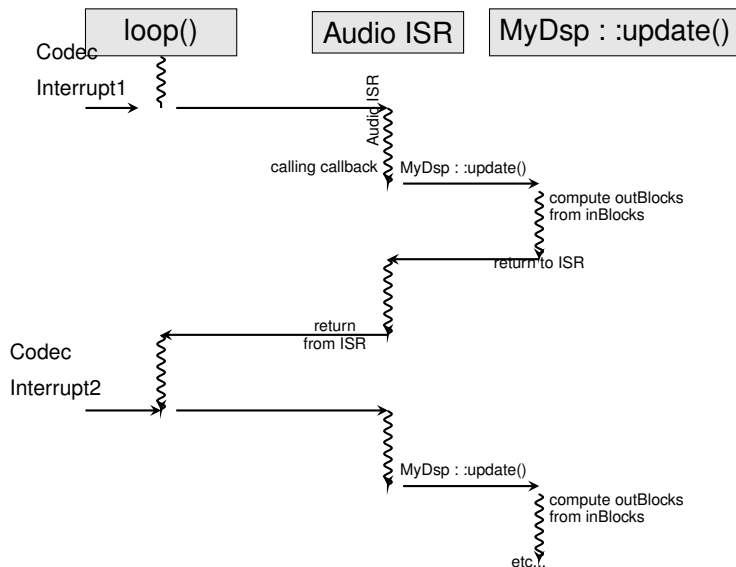 loop()
Audio ISR
MyDsp : :update()
Codec
Interrupt1
Audio ISR
calling callback
MyDsp : :update()
compute outBlocks
from inBlocks
return to ISR
return
from ISR
Codec
Interrupt2
MyDsp : :update()
compute outBlocks
from inBlocks
etc...